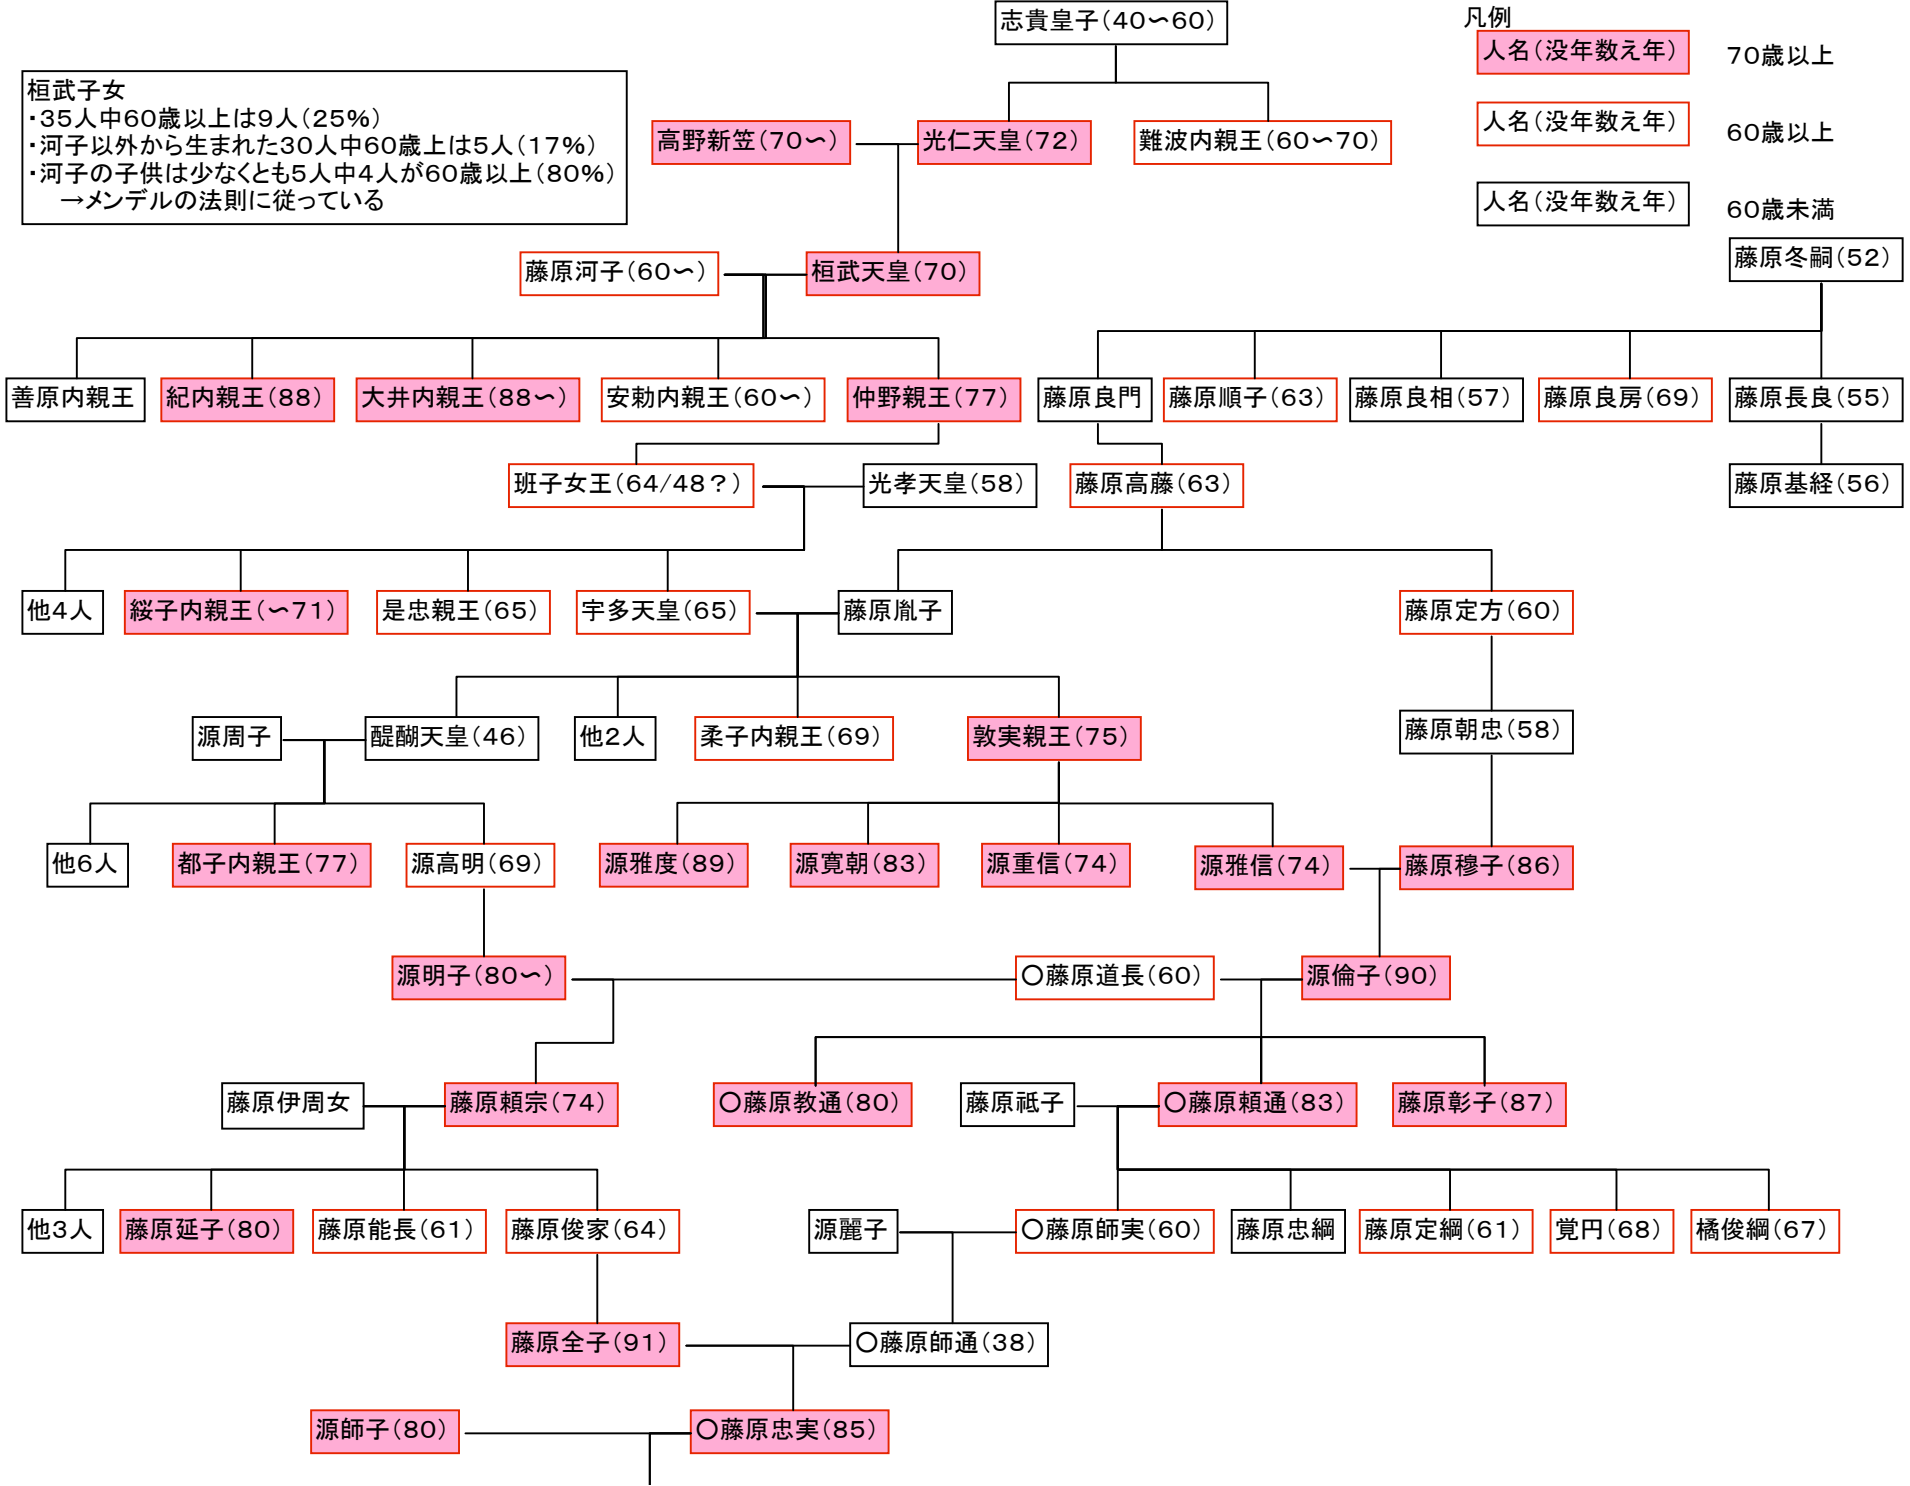 志貴皇子(40〜60)
凡例
人名(没年数え年)
70歳以上
桓武子女
・35人中60歳以上は9人(25%)
・河子以外から生まれた30人中60歳上は5人(17%)
・河子の子供は少なくとも5人中4人が60歳以上(80%)
→メンデルの法則に従っている
高野新笠(70〜)
光仁天皇(72)
難波内親王(60〜70)
人名(没年数え年)
60歳以上
人名(没年数え年)
60歳未満
藤原河子(60〜)
桓武天皇(70)
藤原冬嗣(52)
善原内親王
紀内親王(88)
大井内親王(88〜)
安勅内親王(60〜)
仲野親王(77)
藤原良門
藤原順子(63)
藤原良相(57)
藤原良房(69)
藤原長良(55)
班子女王(64/48?)
光孝天皇(58)
藤原高藤(63)
藤原基経(56)
他4人
綏子内親王(〜71)
是忠親王(65)
宇多天皇(65)
藤原胤子
藤原定方(60)
源周子
醍醐天皇(46)
他2人
柔子内親王(69)
敦実親王(75)
藤原朝忠(58)
他6人
都子内親王(77)
源高明(69)
源雅度(89)
源寛朝(83)
源重信(74)
源雅信(74)
藤原穆子(86)
源明子(80〜)
○藤原道長(60)
源倫子(90)
藤原伊周女
藤原頼宗(74)
○藤原教通(80)
藤原祇子
○藤原頼通(83)
藤原彰子(87)
他3人
藤原延子(80)
藤原能長(61)
藤原俊家(64)
源麗子
○藤原師実(60)
藤原忠綱
藤原定綱(61)
覚円(68)
橘俊綱(67)
藤原全子(91)
○藤原師通(38)
源師子(80)
○藤原忠実(85)